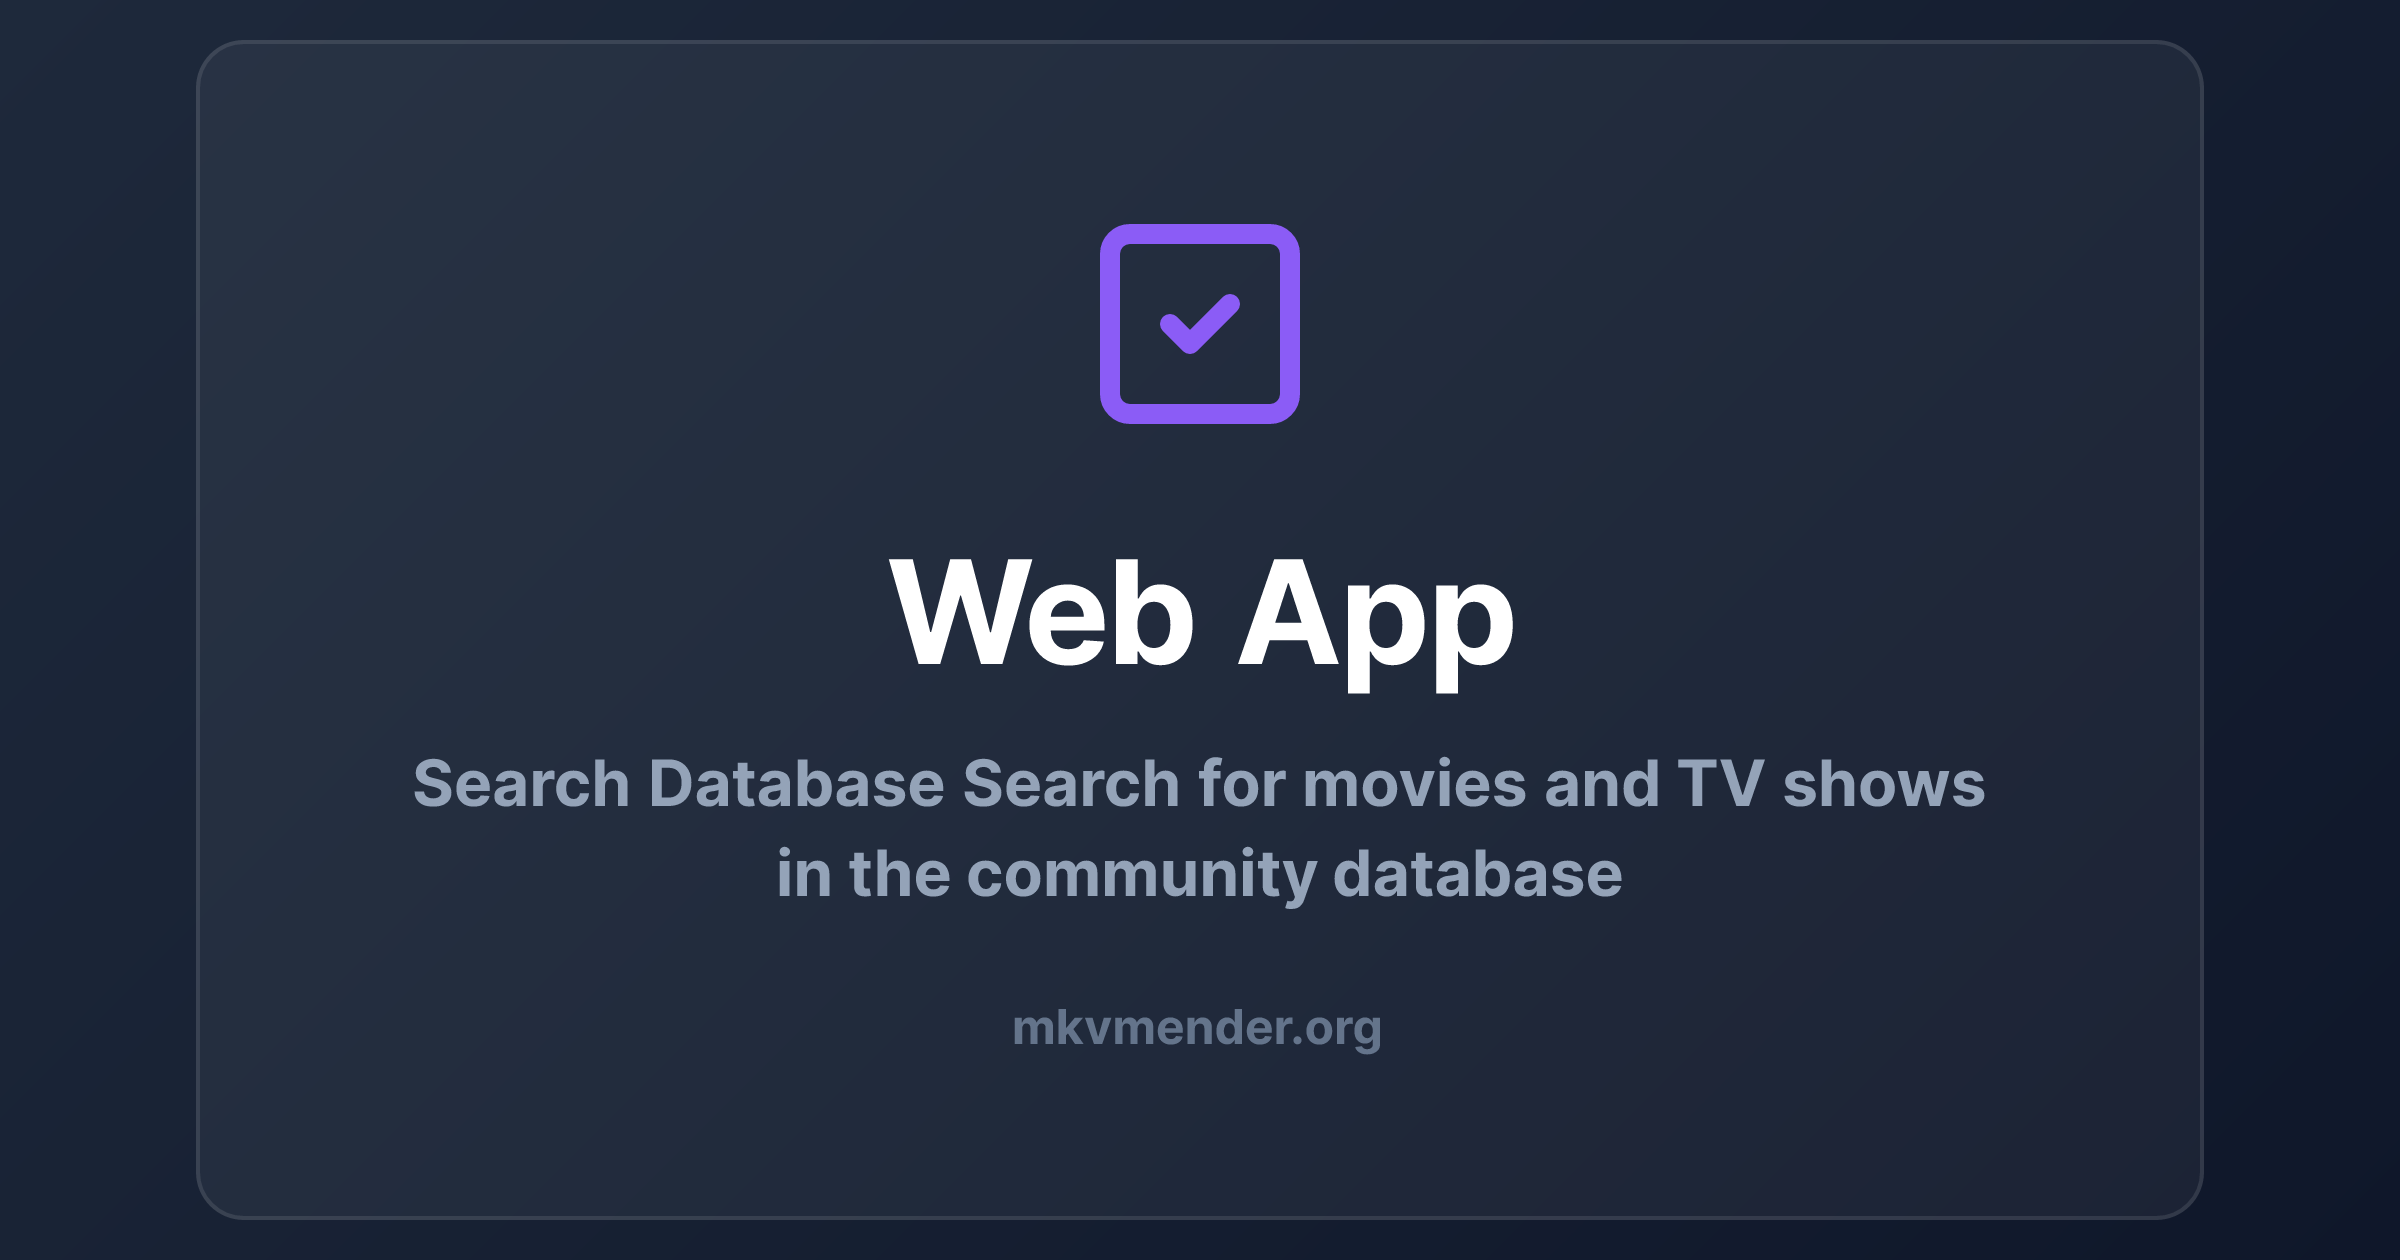 Web App
Search Database Search for movies and TV shows
in the community database
mkvmender.org